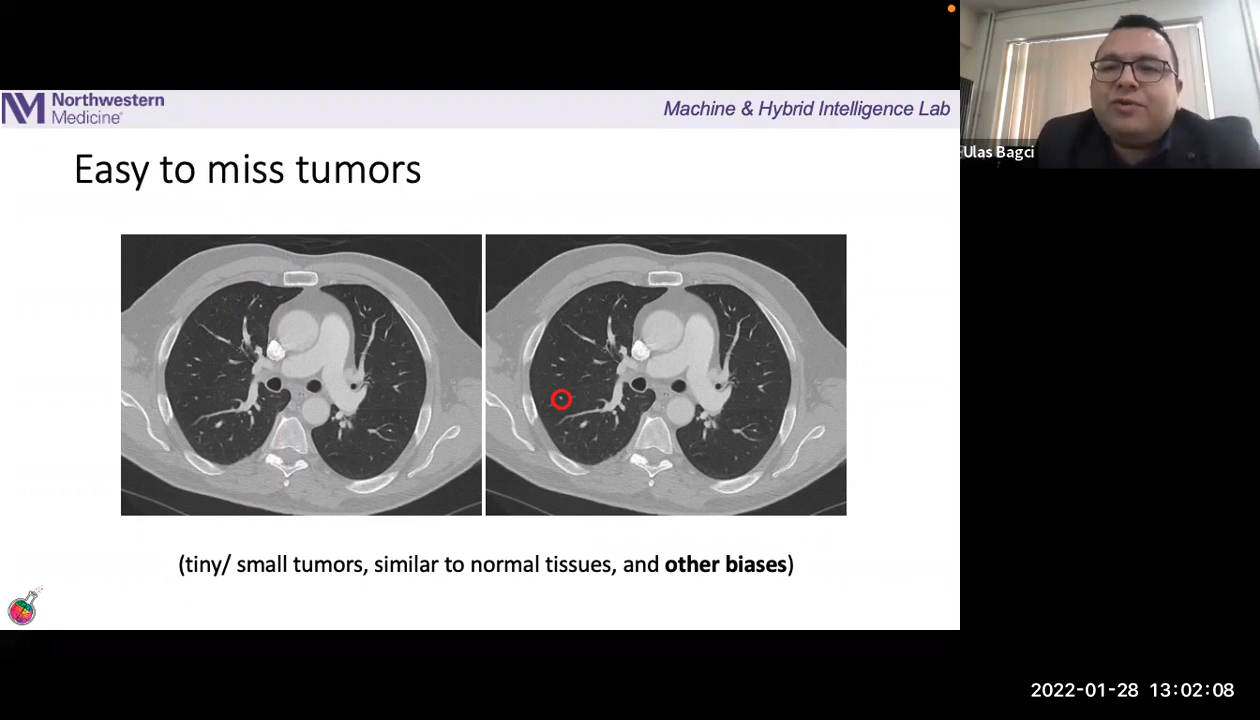 Northwestern
Medicine®
Machine & Hybrid Intelligence Lab
Ulas Bagci
Easy to miss tumors
(tiny/ small tumors, similar to normal tissues, and other biases)
2022-01-28 13:02:08